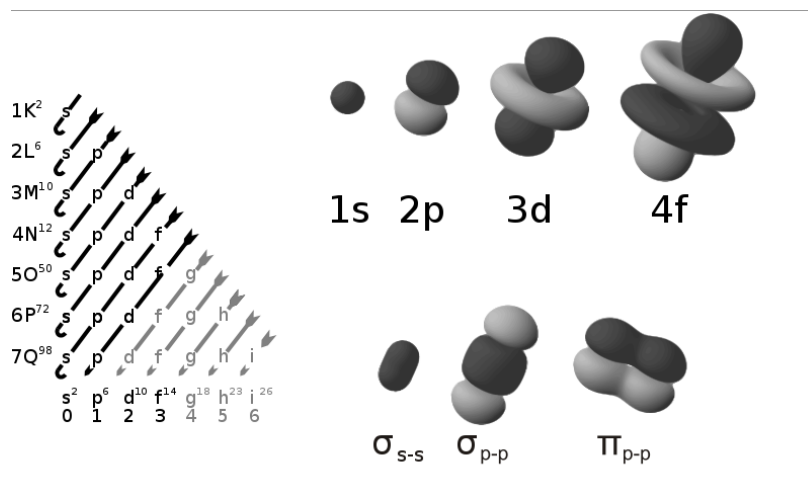 1K² s
2L⁶ s p
3M¹⁰ s p d
4N¹² s p d f
5O⁵⁰ s p d f g
6P⁷² s p d f g h
7Q⁹⁸ s p d f g h i
s² p⁶ d¹⁰ f¹⁴ g¹⁸ h²³ i²⁶
0 1 2 3 4 5 6
1s 2p 3d 4f
σs-s σp-p πp-p